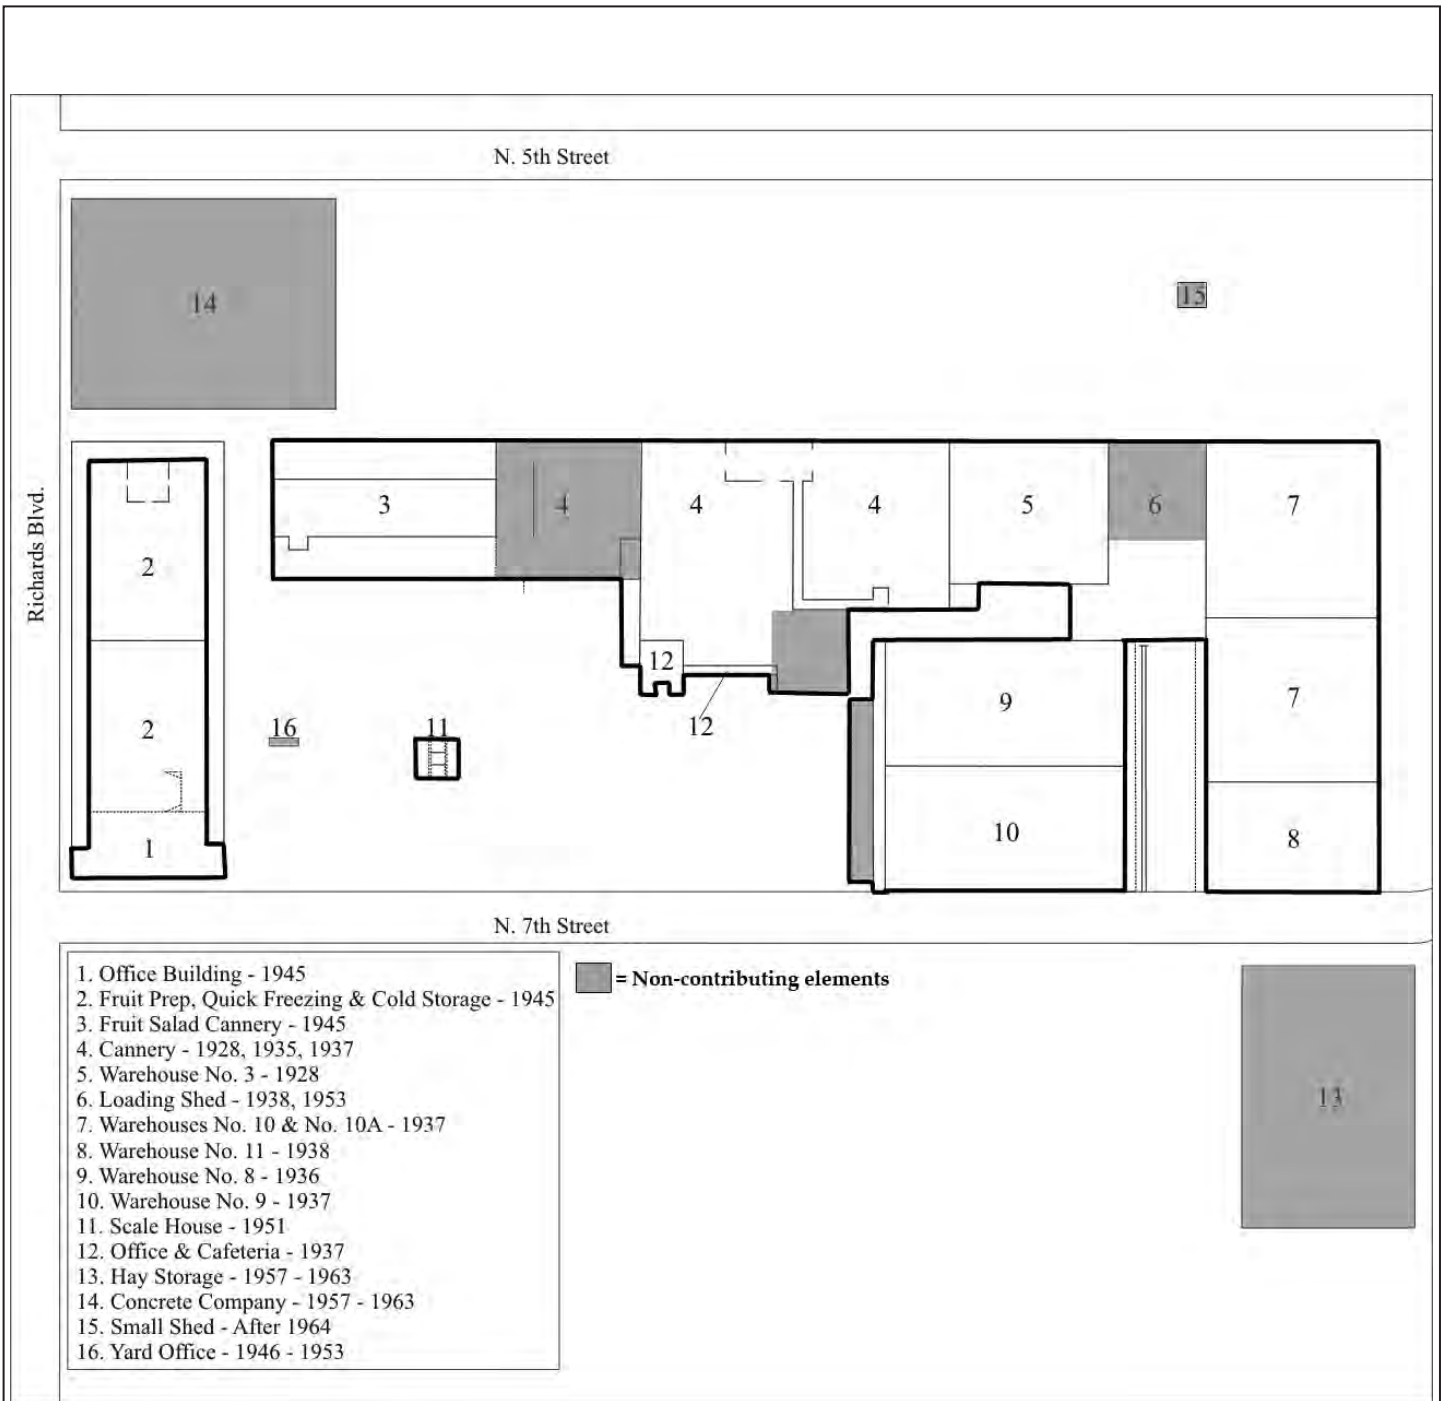 N. 5th Street
14
15
Richards Blvd.
3
4
4
4
5
6
7
2
12
9
7
2
16
11
12
10
8
1
N. 7th Street
1. Office Building - 1945
2. Fruit Prep, Quick Freezing & Cold Storage - 1945
3. Fruit Salad Cannery - 1945
4. Cannery - 1928, 1935, 1937
5. Warehouse No. 3 - 1928
6. Loading Shed - 1938, 1953
7. Warehouses No. 10 & No. 10A - 1937
8. Warehouse No. 11 - 1938
9. Warehouse No. 8 - 1936
10. Warehouse No. 9 - 1937
11. Scale House - 1951
12. Office & Cafeteria - 1937
13. Hay Storage - 1957 - 1963
14. Concrete Company - 1957 - 1963
15. Small Shed - After 1964
16. Yard Office - 1946 - 1953
= Non-contributing elements
13